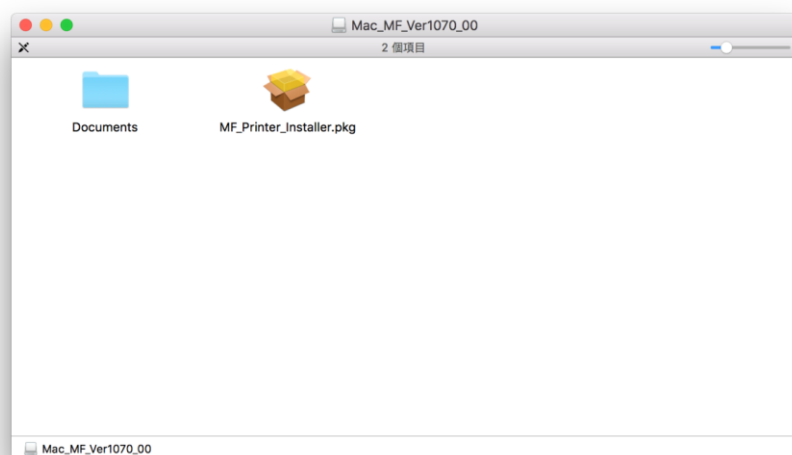 Mac_MF_Ver1070_00
2 個項目
Documents
MF_Printer_Installer.pkg
Mac_MF_Ver1070_00